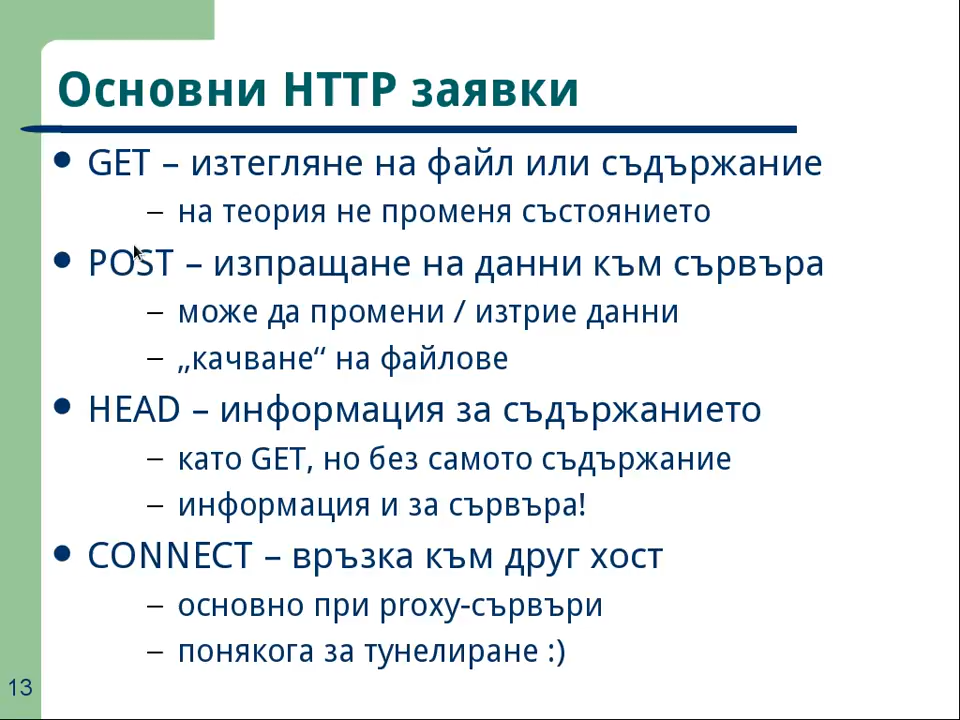 Основни HTTP заявки
● GET – изтегляне на файл или съдържание
– на теория не променя състоянието
● POST – изпращане на данни към сървъра
– може да промени / изтрие данни
– „качване“ на файлове
● HEAD – информация за съдържанието
– като GET, но без самото съдържание
– информация и за сървъра!
● CONNECT – връзка към друг хост
– основно при proxy-сървъри
– понякога за тунелиране :)
13